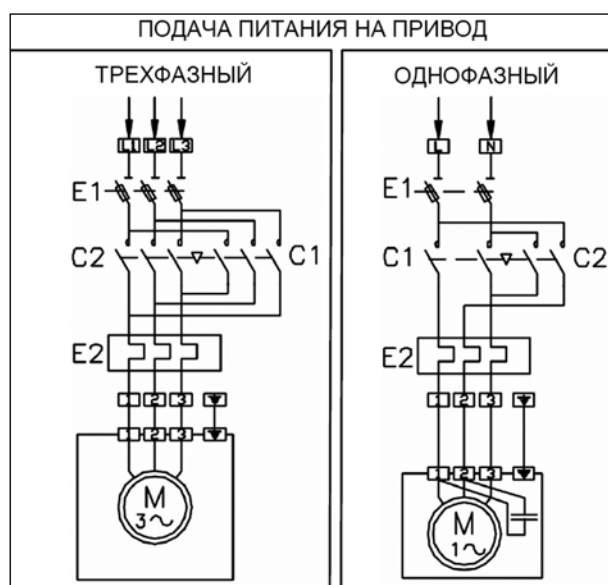 ПОДАЧА ПИТАНИЯ НА ПРИВОД
ТРЕХФАЗНЫЙ
L1 L2 L3
E1
C2 C1
E2
1 2 3
1 2 3
M
3~
ОДНОФАЗНЫЙ
L N
E1
C1 C2
E2
1 2 3
1 2 3
M
1~